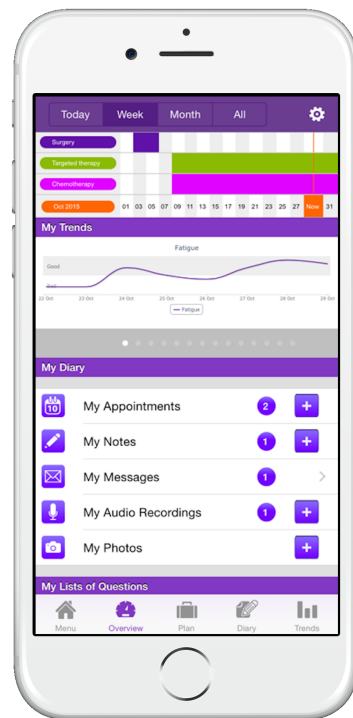 Today Week Month All
Surgery
Targeted therapy
Chemotherapy
Oct 2015 01 03 05 07 09 11 13 15 17 19 21 23 25 27 Now 31
My Trends
Fatigue
Good
Bad
22 Oct 23 Oct 24 Oct 25 Oct 26 Oct 27 Oct 28 Oct 29 Oct
Fatigue
My Diary
10 My Appointments 2 +
My Notes 1 +
My Messages 1
My Audio Recordings 1 +
My Photos +
My Lists of Questions
Menu Overview Plan Diary Trends